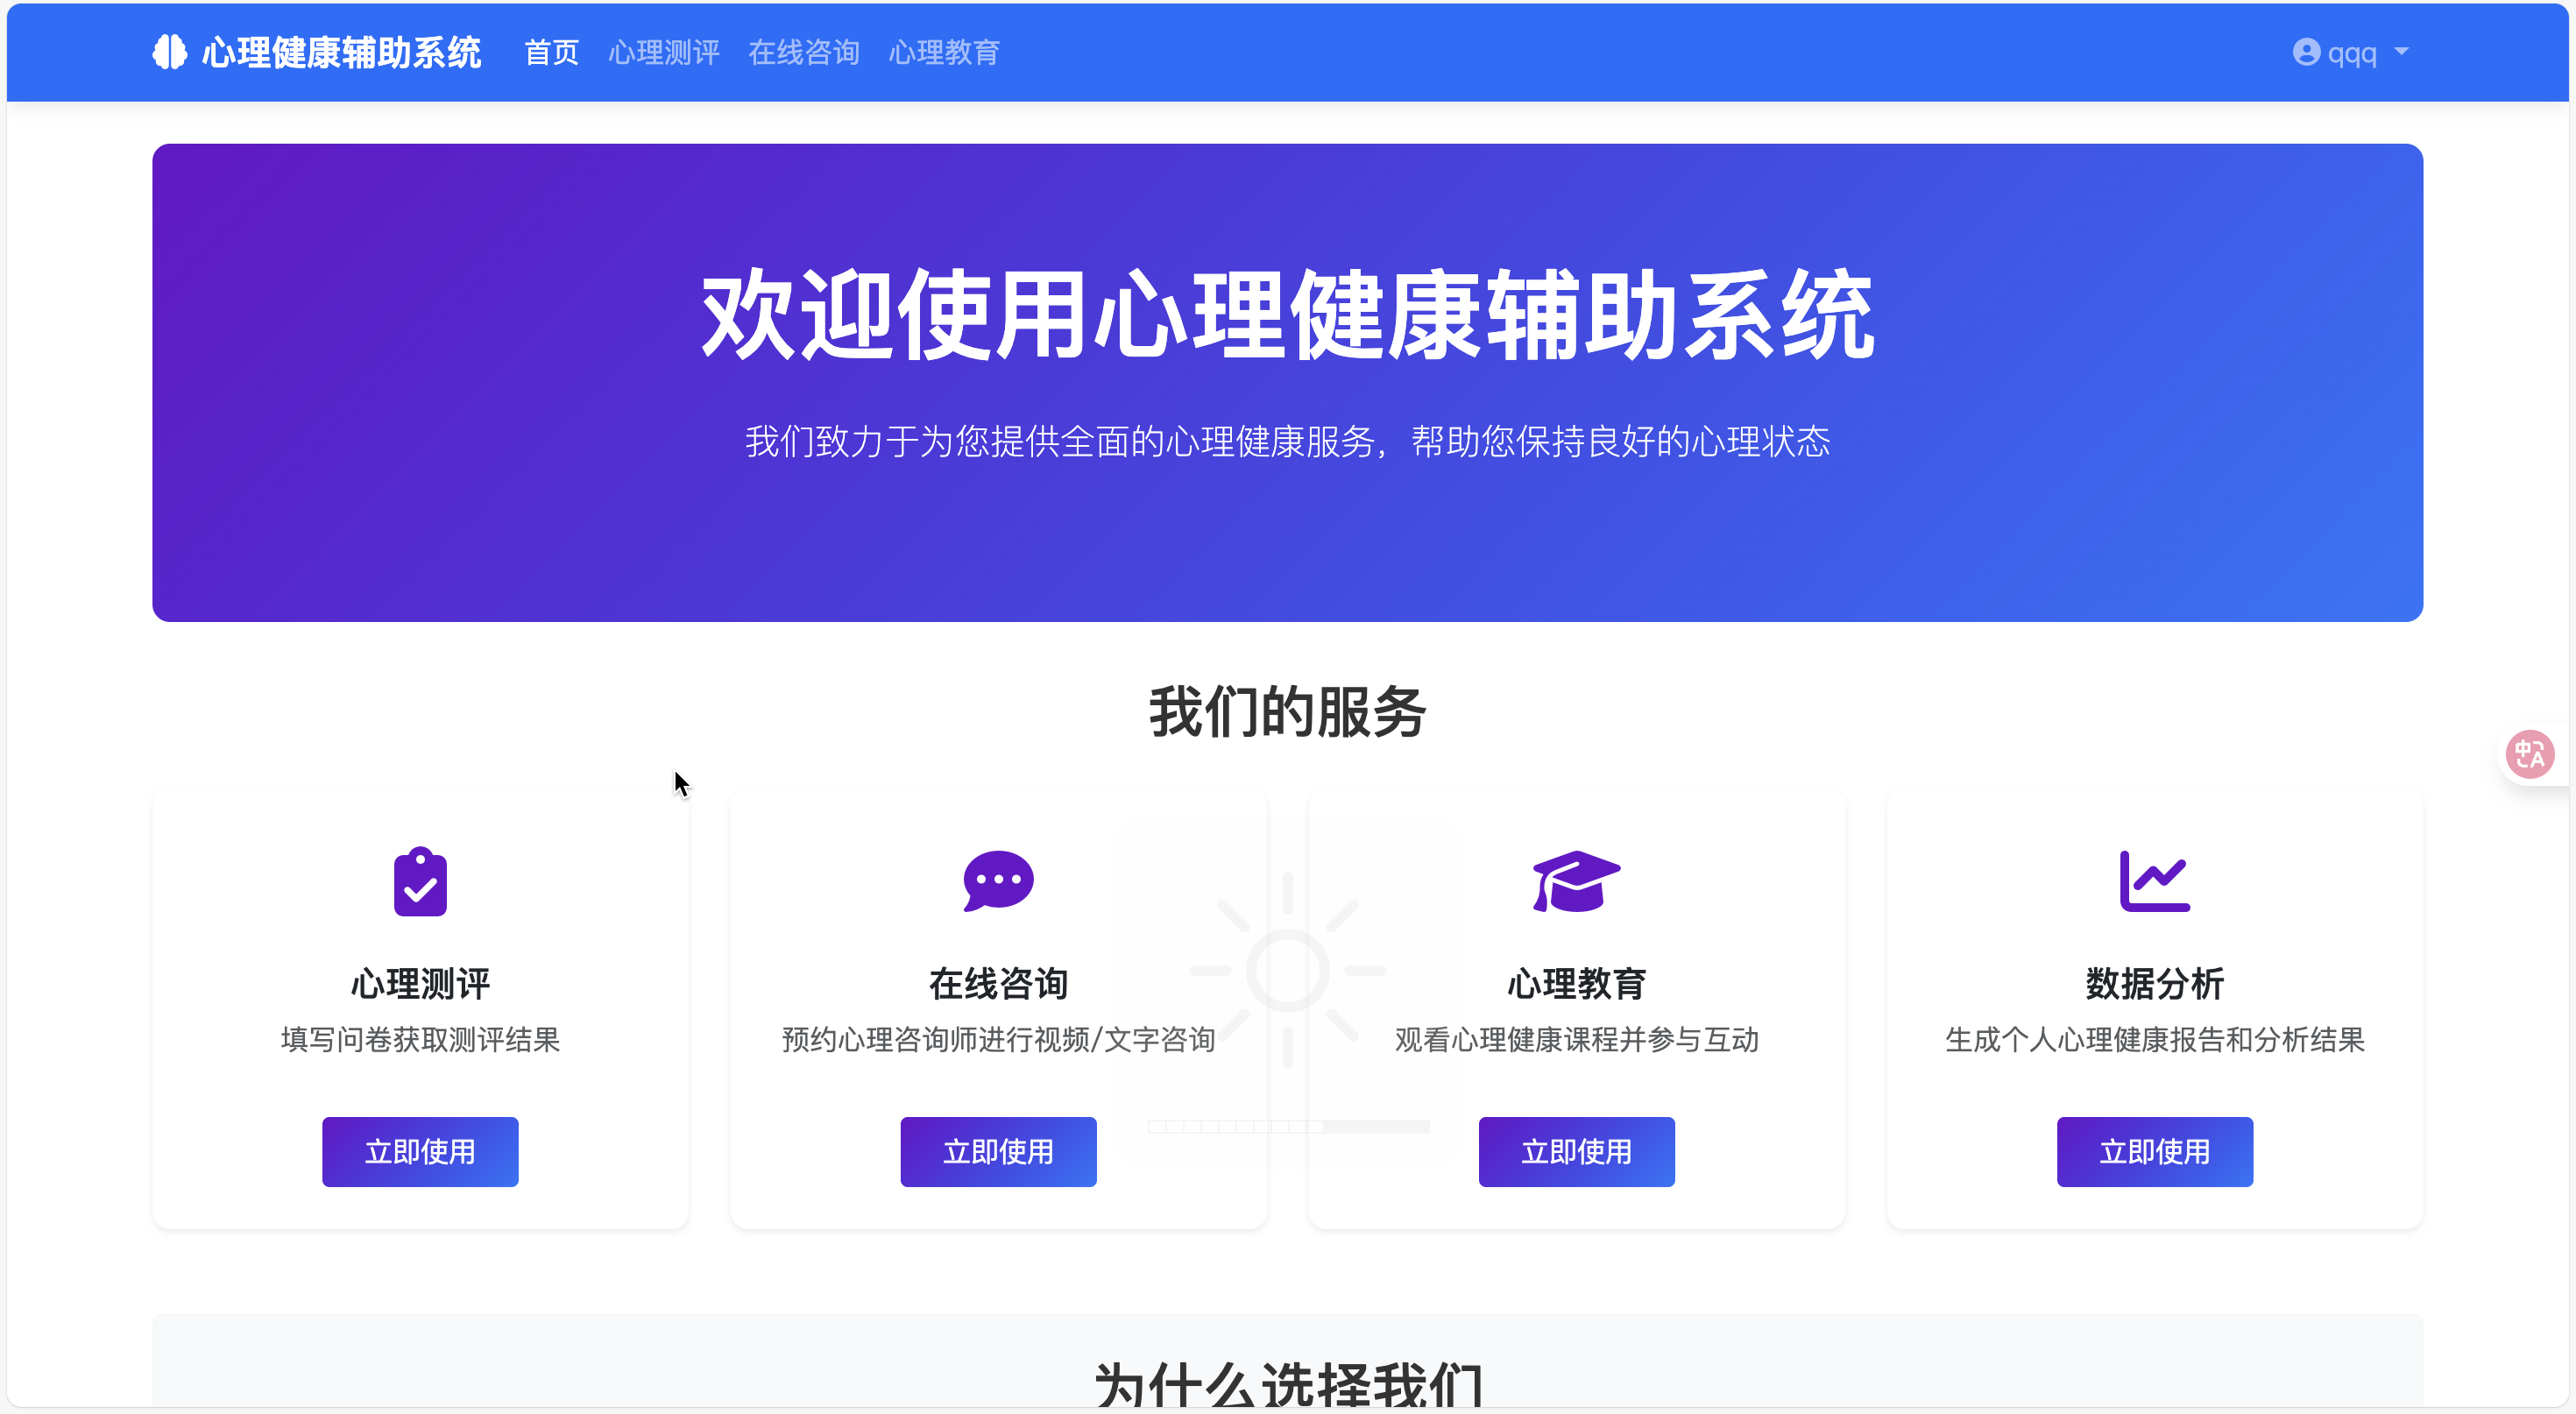 心理健康辅助系统 首页 心理测评 在线咨询 心理教育 qqq
欢迎使用心理健康辅助系统
我们致力于为您提供全面的心理健康服务，帮助您保持良好的心理状态
我们的服务
心理测评
填写问卷获取测评结果
立即使用
在线咨询
预约心理咨询师进行视频/文字咨询
立即使用
心理教育
观看心理健康课程并参与互动
立即使用
数据分析
生成个人心理健康报告和分析结果
立即使用
为什么选择我们
中A